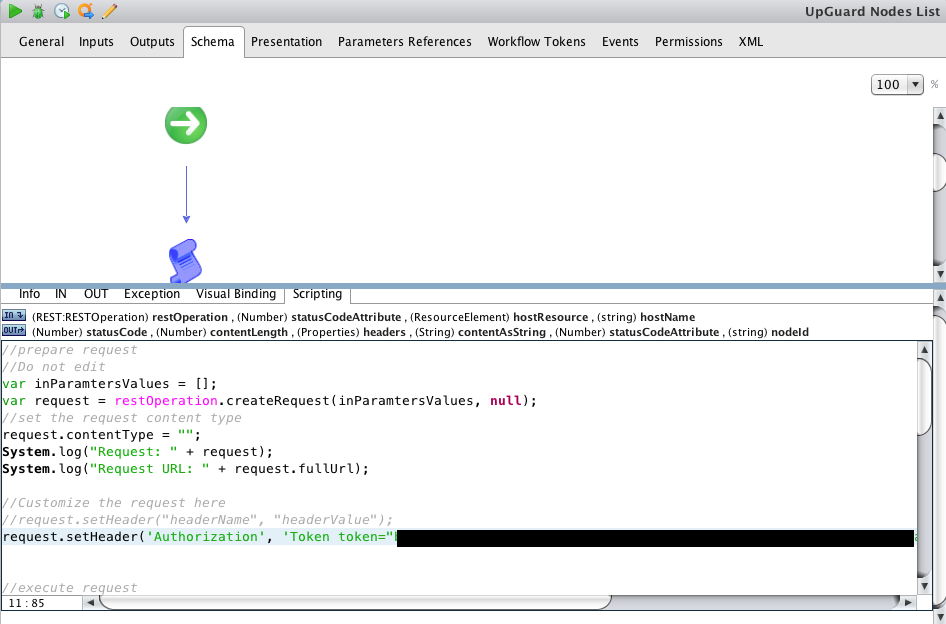 UpGuard Nodes List
General Inputs Outputs Schema Presentation Parameters References Workflow Tokens Events Permissions XML
100 %
Info IN OUT Exception Visual Binding Scripting
IN (REST:RESTOperation) restOperation , (Number) statusCodeAttribute , (ResourceElement) hostResource , (string) hostName
OUT (Number) statusCode , (Number) contentLength , (Properties) headers , (String) contentAsString , (Number) statusCodeAttribute , (string) nodeId
//prepare request
//Do not edit
var inParamtersValues = [];
var request = restOperation.createRequest(inParamtersValues, null);
//set the request content type
request.contentType = "";
System.log("Request: " + request);
System.log("Request URL: " + request.fullUrl);
//Customize the request here
//request.setHeader("headerName", "headerValue");
request.setHeader('Authorization', 'Token token="
//execute request
11 : 85